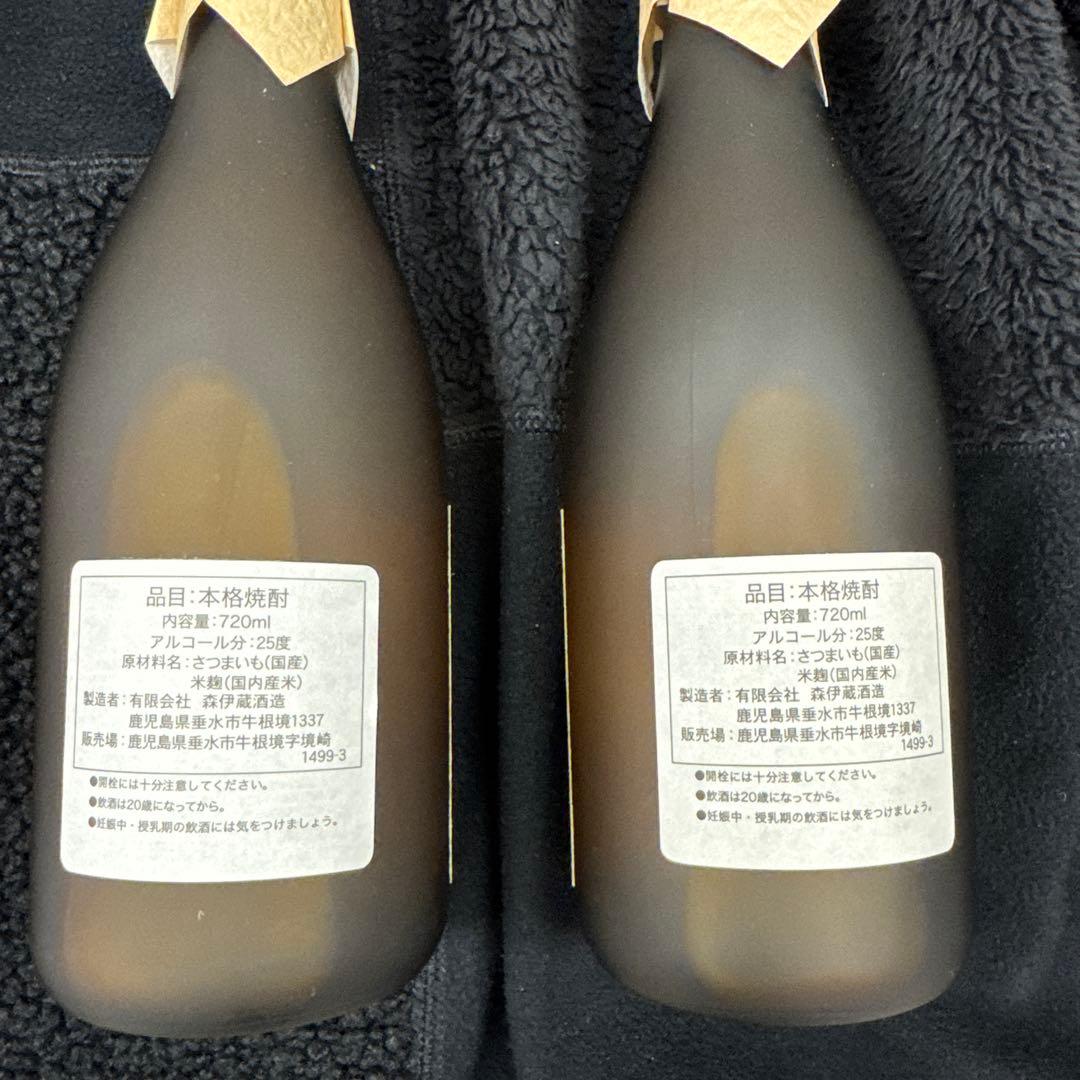 品目:本格焼酎
内容量:720ml
アルコール分:25度
原材料名:さつまいも(国産)
米麹(国内産米)
製造者:有限会社 森伊蔵酒造
鹿児島県垂水市牛根境1337
販売場:鹿児島県垂水市牛根境字境崎
1499-3
●開栓には十分注意してください。
●飲酒は20歳になってから。
●妊娠中・授乳期の飲酒には気をつけましょう。
品目:本格焼酎
内容量:720ml
アルコール分:25度
原材料名:さつまいも(国産)
米麹(国内産米)
製造者:有限会社 森伊蔵酒造
鹿児島県垂水市牛根境1337
販売場:鹿児島県垂水市牛根境字境崎
1499-3
●開栓には十分注意してください。
●飲酒は20歳になってから。
●妊娠中・授乳期の飲酒には気をつけましょう。